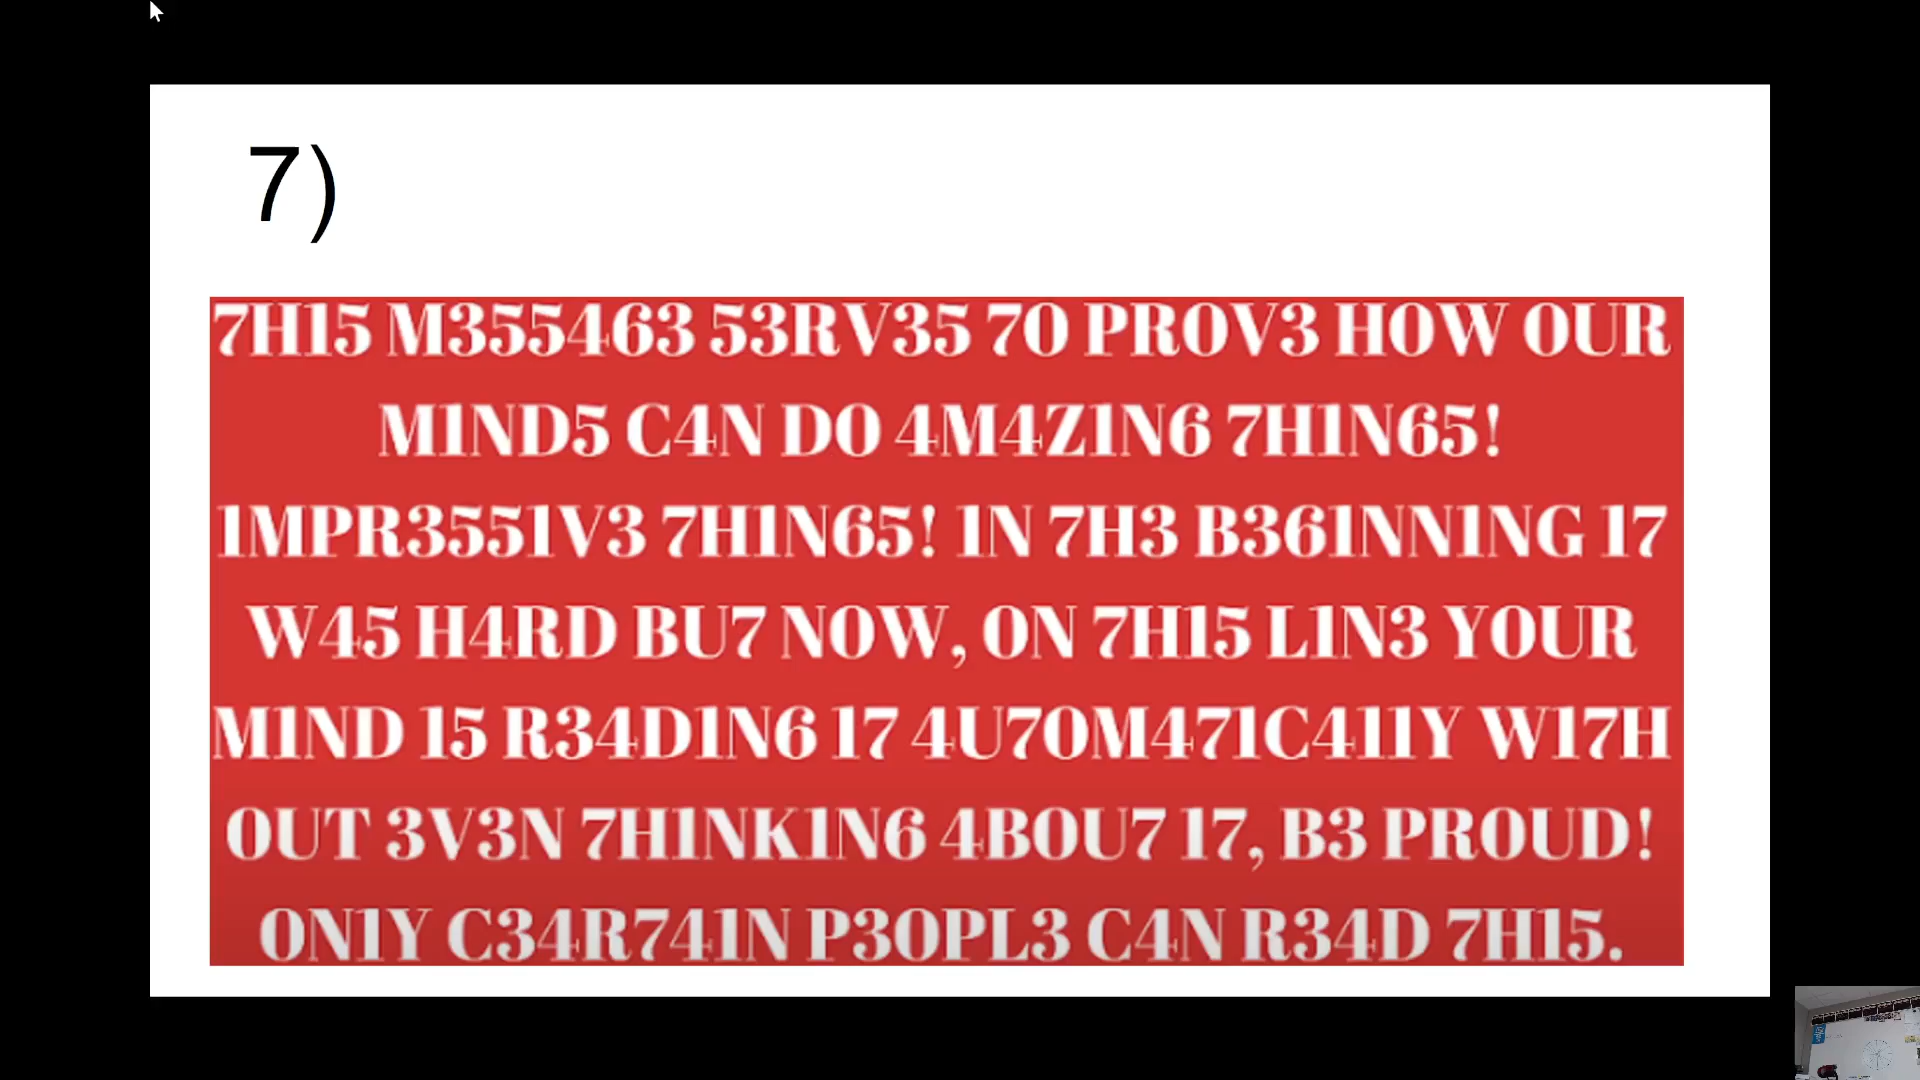 7)
7H15 M355463 53RV35 70 PROV3 HOW OUR
M1ND5 C4N DO 4M4Z1N6 7H1N65!
1MPR3551V3 7H1N65! 1N 7H3 B361NN1NG 17
W45 H4RD BU7 NOW, ON 7H15 L1N3 YOUR
M1ND 15 R34D1N6 17 4U7OM471C411Y W17H
OUT 3V3N 7H1NK1N6 4BOU7 17, B3 PROUD!
ON1Y C34R741N P3OPL3 C4N R34D 7H15.